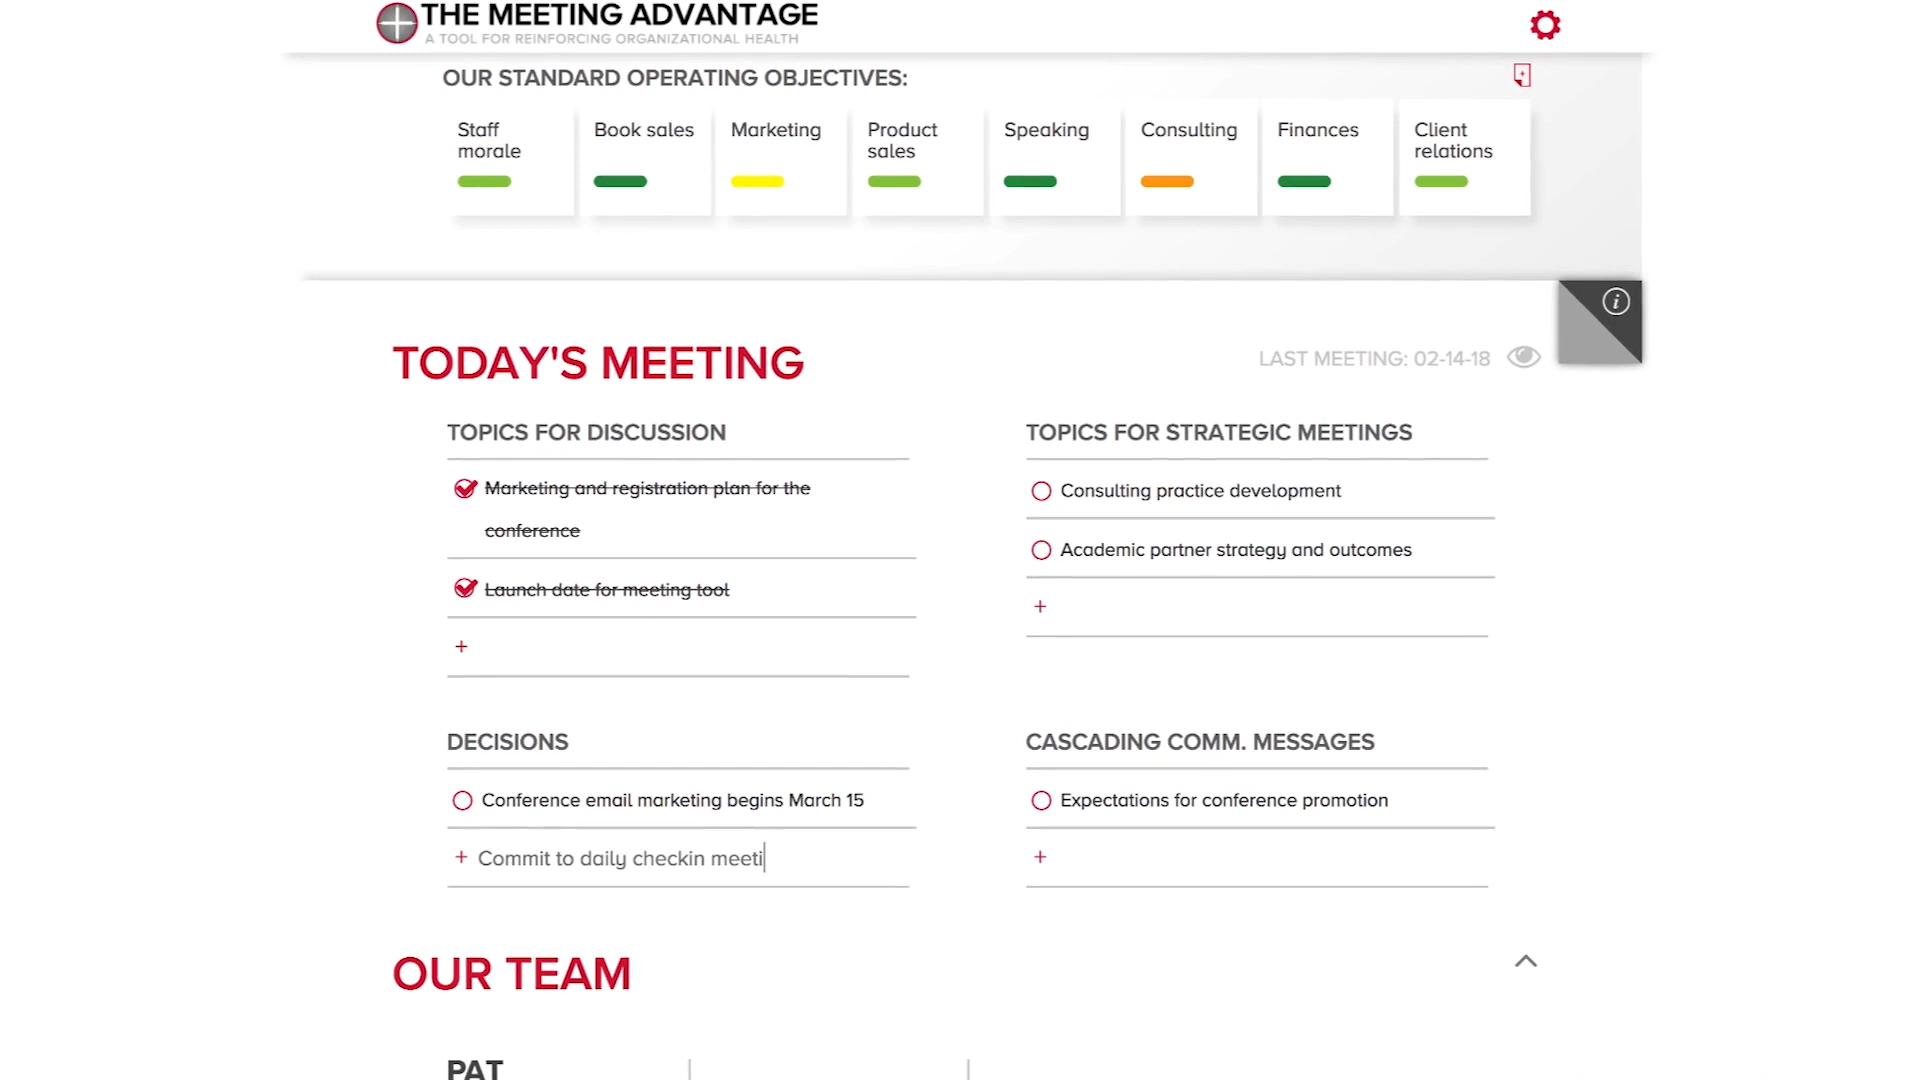 THE MEETING ADVANTAGE
A TOOL FOR REINFORCING ORGANIZATIONAL HEALTH
OUR STANDARD OPERATING OBJECTIVES:
Staff
morale
Book sales
Marketing
Product
sales
Speaking
Consulting
Finances
Client
relations
i
TODAY'S MEETING
LAST MEETING: 02-14-18
TOPICS FOR DISCUSSION
Marketing and registration plan for the
conference
Launch date for meeting tool
+
TOPICS FOR STRATEGIC MEETINGS
Consulting practice development
Academic partner strategy and outcomes
+
DECISIONS
Conference email marketing begins March 15
+ Commit to daily checkin meeti
CASCADING COMM. MESSAGES
Expectations for conference promotion
+
OUR TEAM
PAT